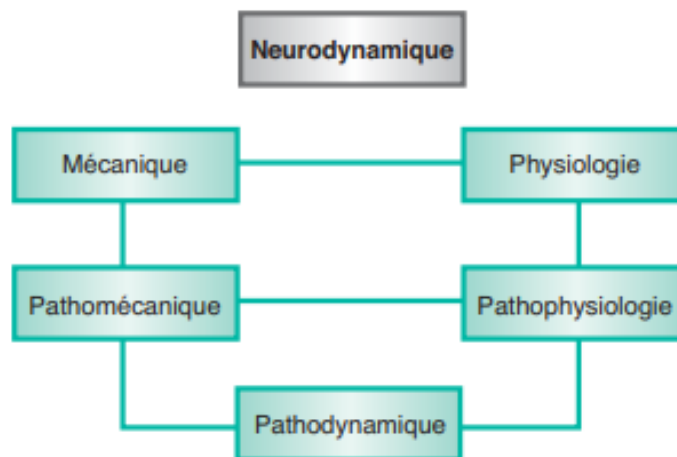 Neurodynamique
Mécanique
Physiologie
Pathomécanique
Pathophysiologie
Pathodynamique